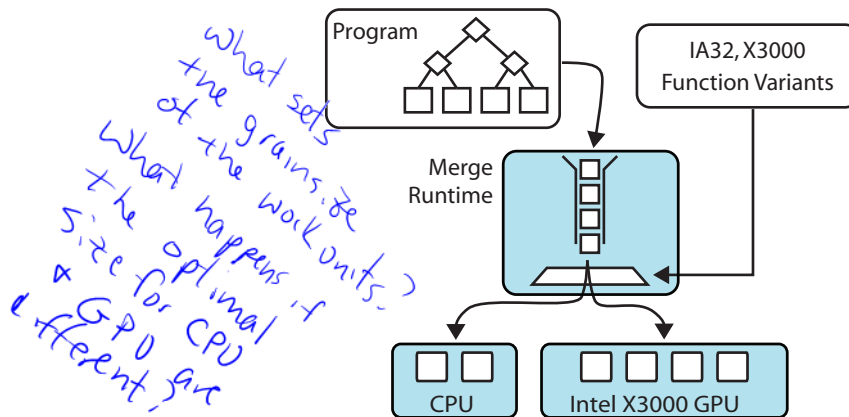 Program
IA32, X3000
Function Variants
Merge
Runtime
CPU
Intel X3000 GPU
what sets
the grainsize
of the work units?
What happens if
the optimal
size for CPU
& GPU are
different?